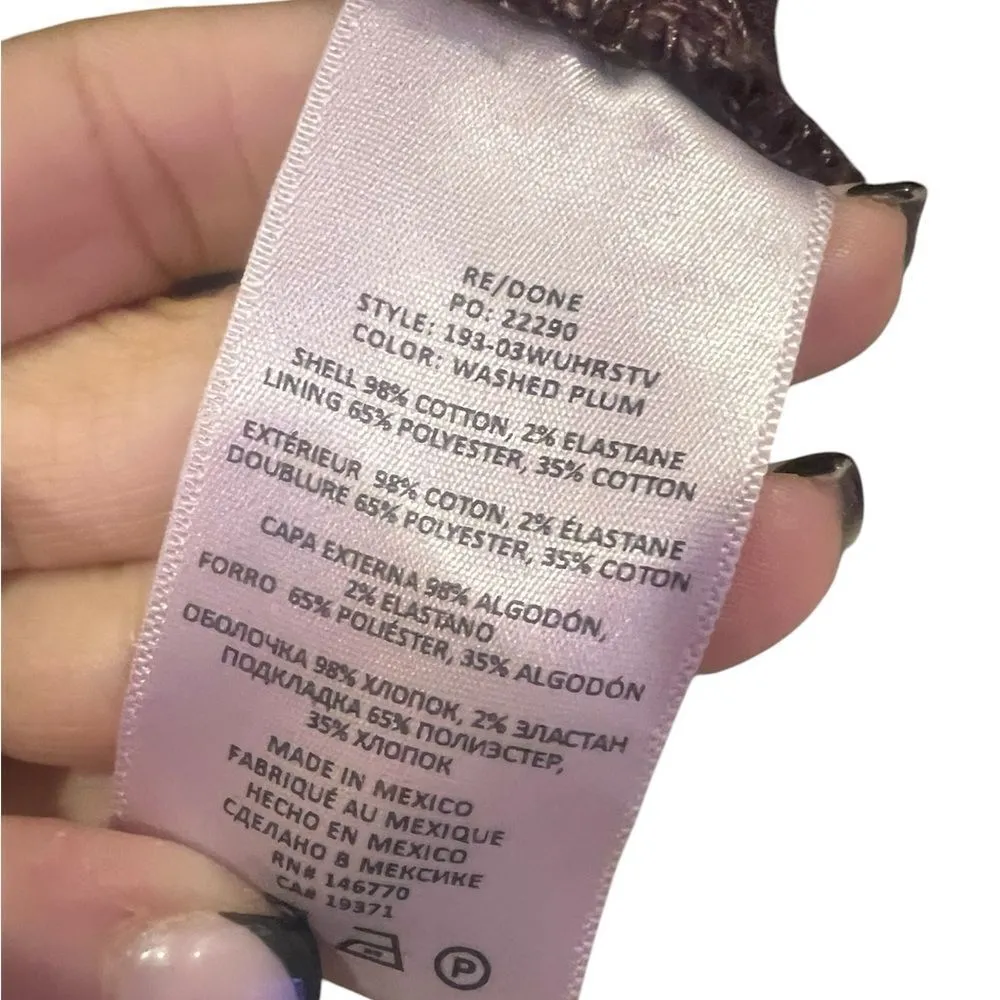 RE/DONE
PO: 22290
STYLE: 193-03WUHRSTV
COLOR: WASHED PLUM
SHELL 98% COTTON, 2% ELASTANE
LINING 65% POLYESTER, 35% COTTON
EXTÉRIEUR 98% COTON, 2% ÉLASTANE
DOUBLURE 65% POLYESTER, 35% COTON
CAPA EXTERNA 98% ALGODÓN,
2% ELASTANO
FORRO 65% POLIÉSTER, 35% ALGODÓN
ОБОЛОЧКА 98% ХЛОПОК, 2% ЭЛАСТАН
ПОДКЛАДКА 65% ПОЛИЭСТЕР,
35% ХЛОПОК
MADE IN MEXICO
FABRIQUÉ AU MEXIQUE
HECHO EN MEXICO
СДЕЛАНО В МЕКСИКЕ
RN# 146770
CA# 19371
P